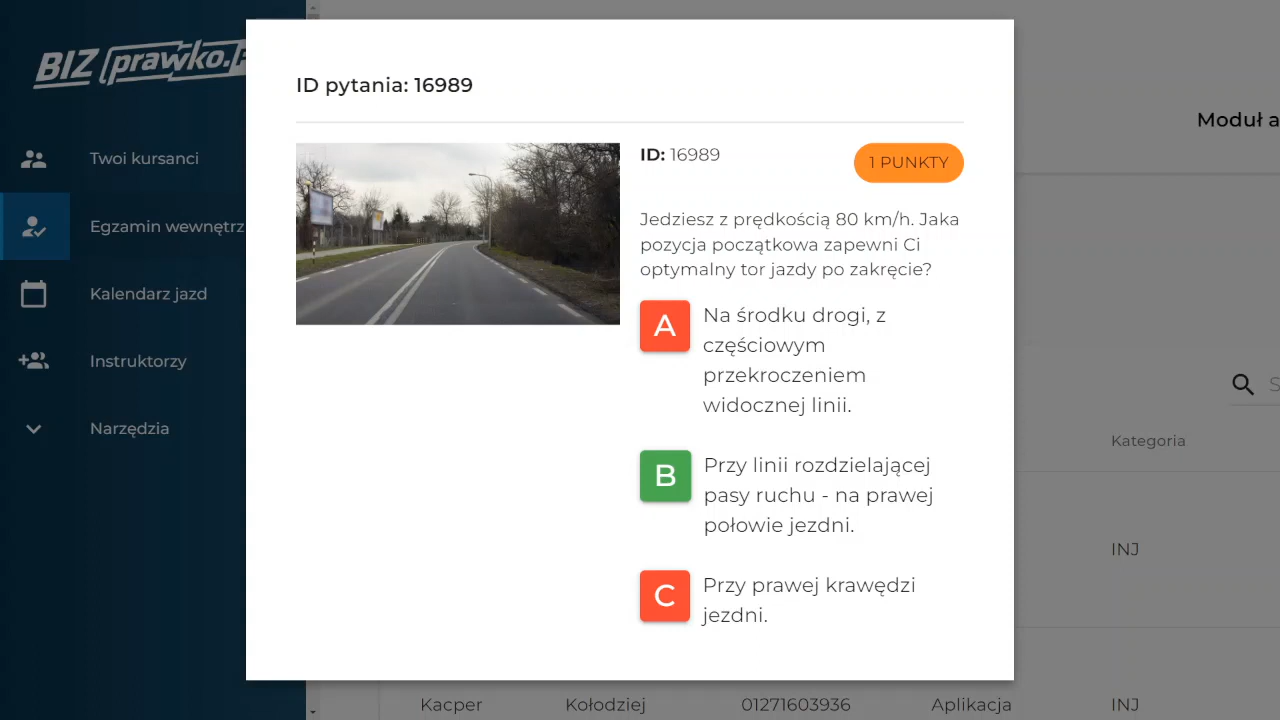 BIZ prawko.
Twoi kursanci
Egzamin wewnętrz
Kalendarz jazd
Instruktorzy
Narzędzia
ID pytania: 16989
ID: 16989
1 PUNKTY
Jedziesz z prędkością 80 km/h. Jaka
pozycja początkowa zapewni Ci
optymalny tor jazdy po zakręcie?
A
Na środku drogi, z
częściowym
przekroczeniem
widocznej linii.
B
Przy linii rozdzielającej
pasy ruchu - na prawej
połowie jezdni.
C
Przy prawej krawędzi
jezdni.
Moduł a
S
Kategoria
INJ
Kacper Kołodziej 01271603936 Aplikacja INJ